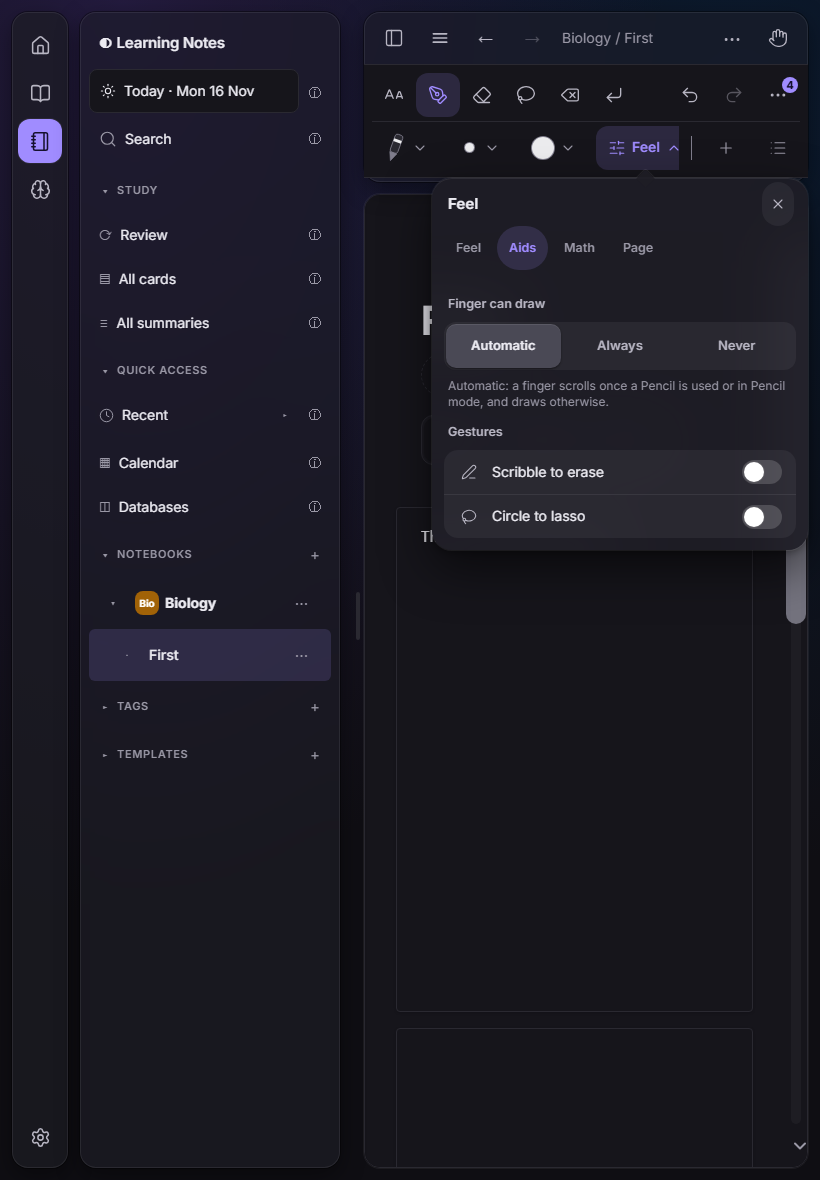 Learning Notes
Today · Mon 16 Nov
Search
STUDY
Review
All cards
All summaries
QUICK ACCESS
Recent
Calendar
Databases
NOTEBOOKS
Bio Biology
First
TAGS
TEMPLATES
Biology / First
AA
4
Feel
Feel
Feel Aids Math Page
Finger can draw
Automatic Always Never
Automatic: a finger scrolls once a Pencil is used or in Pencil
mode, and draws otherwise.
Gestures
Scribble to erase
Circle to lasso